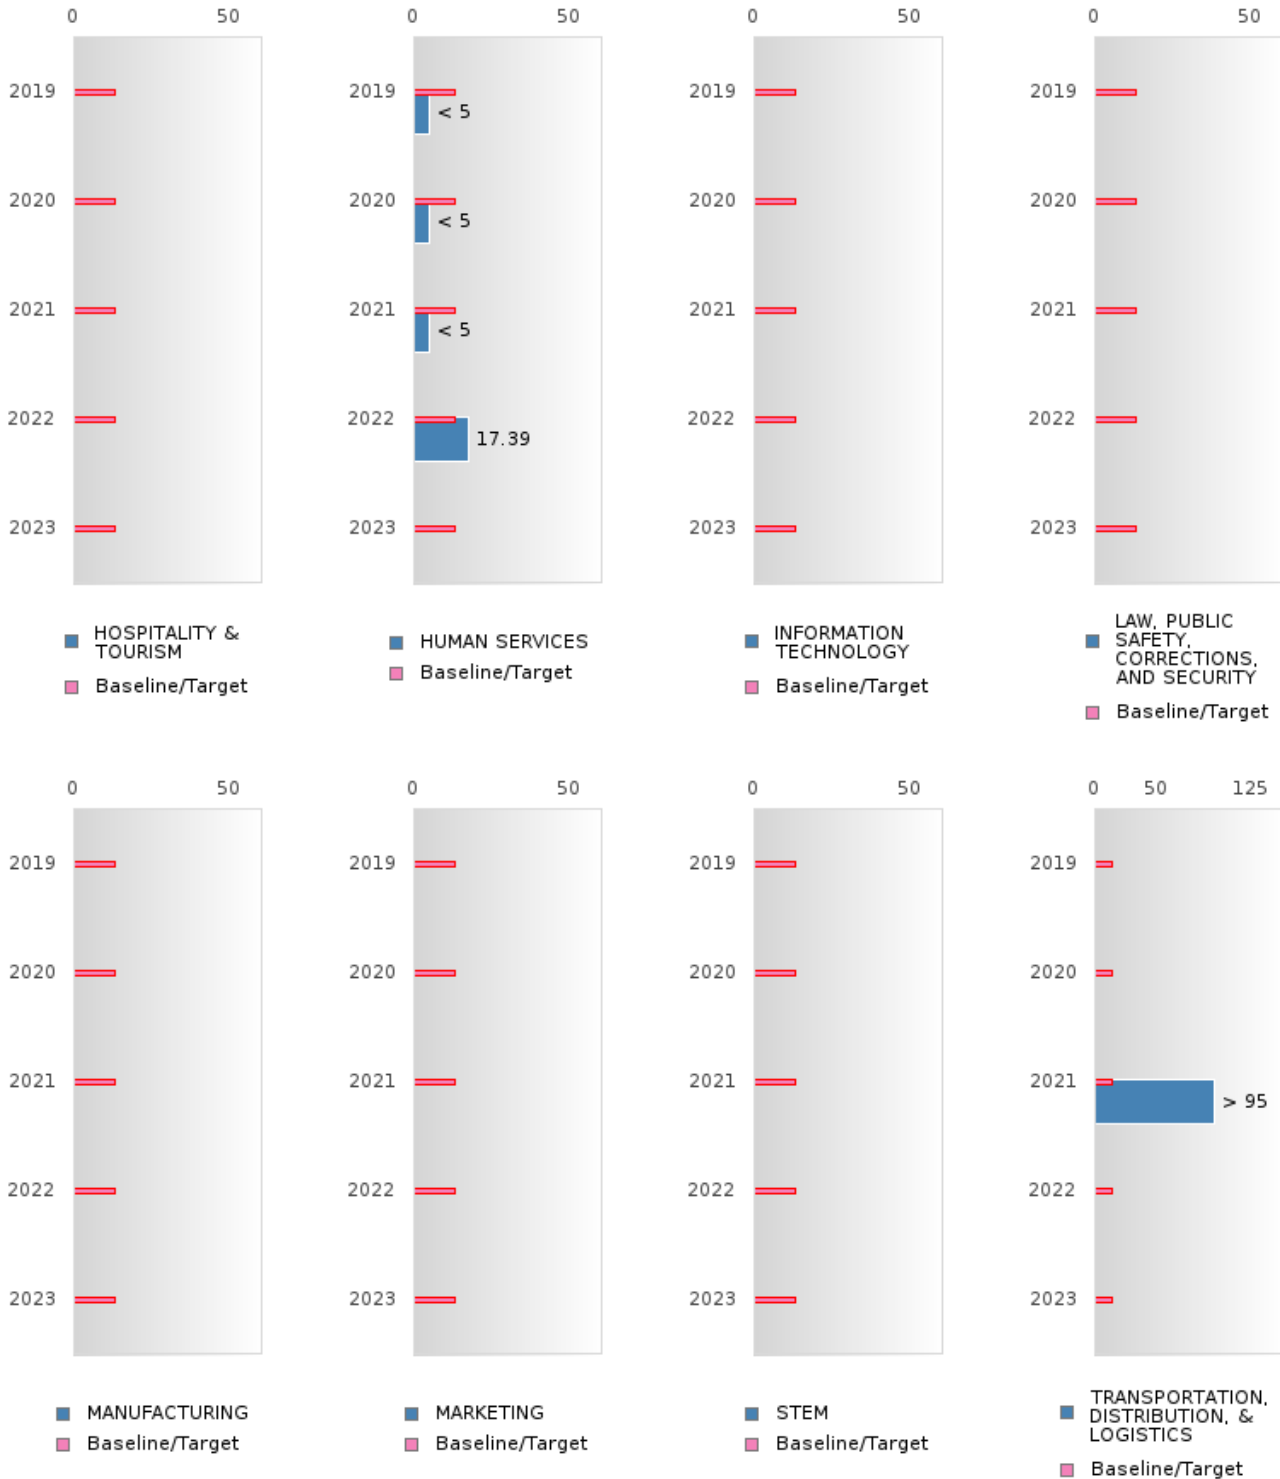 0 50
2019
2020
2021
2022
2023
HOSPITALITY &
TOURISM
Baseline/Target
0 50
2019
< 5
2020
< 5
2021
< 5
2022
17.39
2023
HUMAN SERVICES
Baseline/Target
0 50
2019
2020
2021
2022
2023
INFORMATION
TECHNOLOGY
Baseline/Target
0 50
2019
2020
2021
2022
2023
LAW, PUBLIC
SAFETY,
CORRECTIONS,
AND SECURITY
Baseline/Target
0 50
2019
2020
2021
2022
2023
MANUFACTURING
Baseline/Target
0 50
2019
2020
2021
2022
2023
MARKETING
Baseline/Target
0 50
2019
2020
2021
2022
2023
STEM
Baseline/Target
0 50 125
2019
2020
2021
> 95
2022
2023
TRANSPORTATION,
DISTRIBUTION, &
LOGISTICS
Baseline/Target